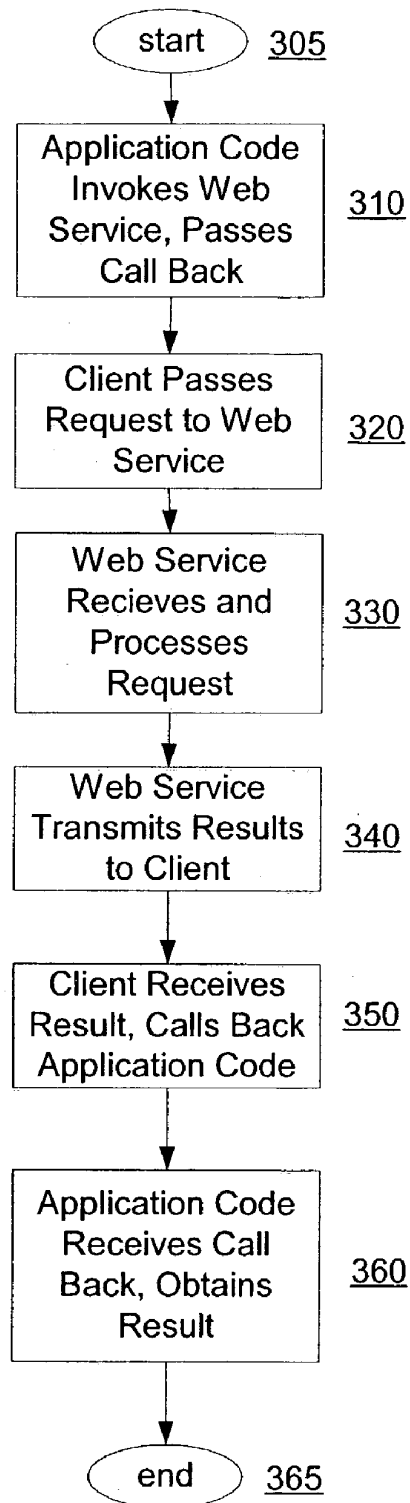 start
305
Application Code
Invokes Web
Service, Passes
Call Back
310
Client Passes
Request to Web
Service
320
Web Service
Recieves and
Processes
Request
330
Web Service
Transmits Results
to Client
340
Client Receives
Result, Calls Back
Application Code
350
Application Code
Receives Call
Back, Obtains
Result
360
end
365